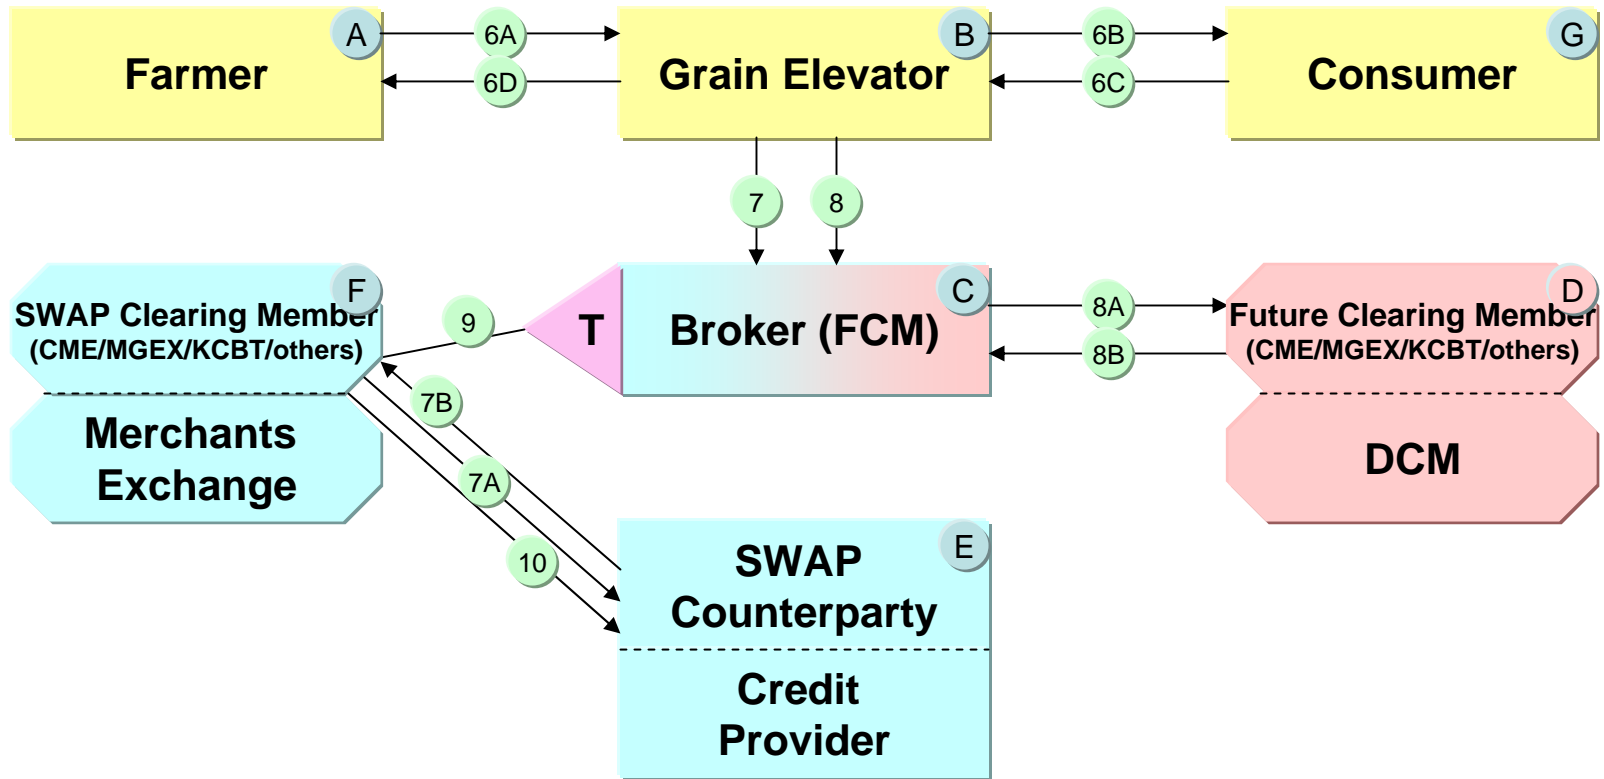 A
6A
B
6B
G
Farmer
Grain Elevator
Consumer
6D
6C
7
8
F
SWAP Clearing Member
(CME/MGEX/KCBT/others)
9
T
Broker (FCM)
C
8A
8B
D
Future Clearing Member
(CME/MGEX/KCBT/others)
Merchants
Exchange
7B
7A
10
DCM
E
SWAP
Counterparty
Credit
Provider